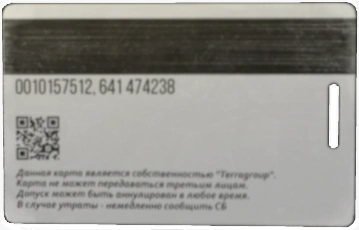 0010157512, 641 474238
Данная карта является собственностью "Terragroup".
Карта не может передаваться третьим лицам.
Допуск может быть аннулирован в любое время.
В случае утраты - немедленно сообщить СБ